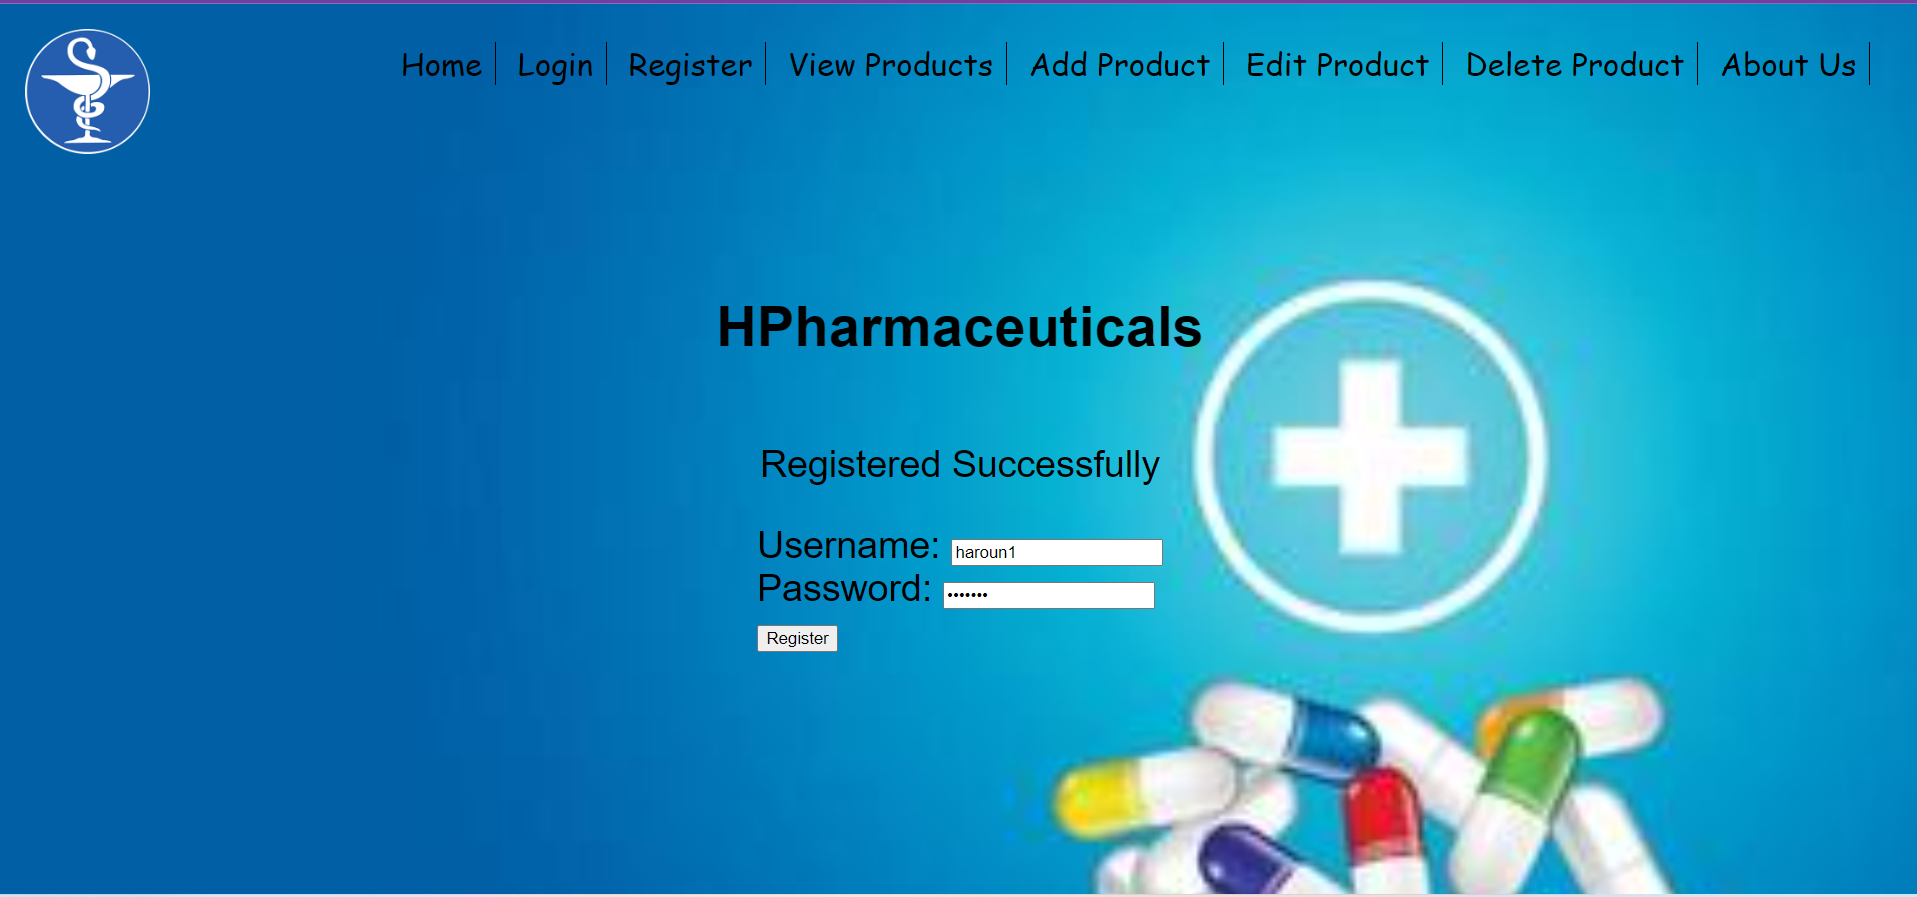 Home Login Register View Products Add Product Edit Product Delete Product About Us
HPharmaceuticals
Registered Successfully
Username: haroun1
Password: •••••••
Register